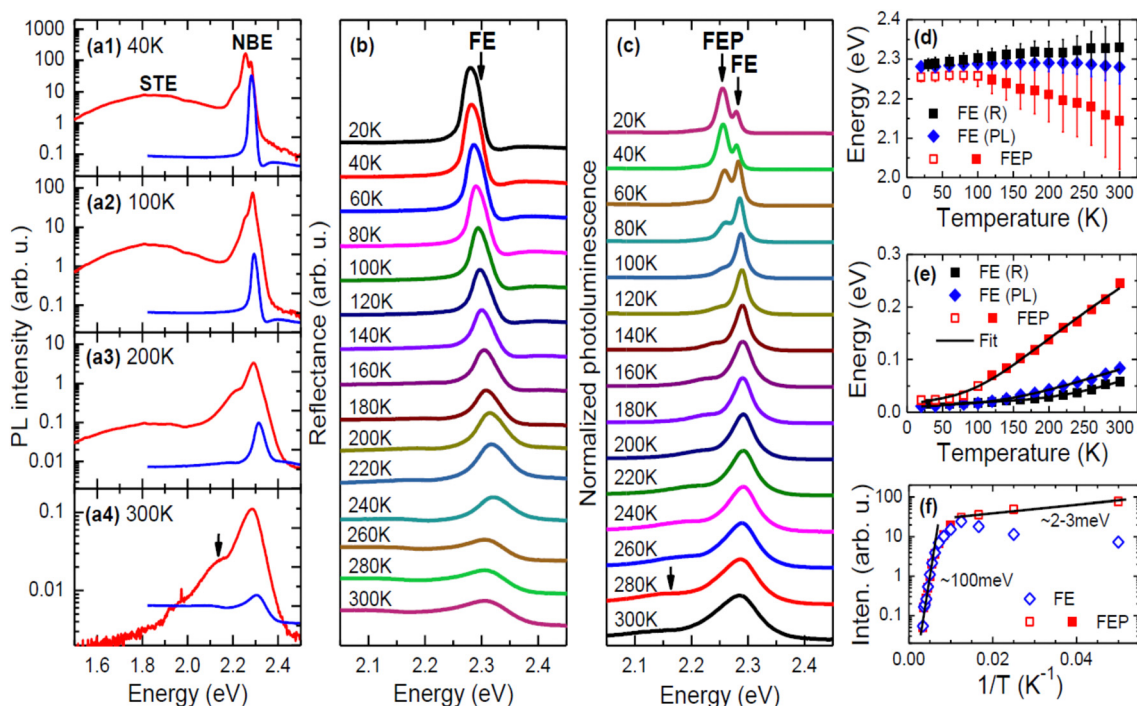 (a1) 40K
NBE
STE
1000
100
10
1
0.1
(a2) 100K
100
10
1
0.1
(a3) 200K
10
1
0.1
0.01
(a4) 300K
0.1
0.01
1.5 1.8 2.0 2.2 2.4
Energy (eV)
PL intensity (arb. u.)
(b)
FE
20K
40K
60K
80K
100K
120K
140K
160K
180K
200K
220K
240K
260K
280K
300K
2.1 2.2 2.3 2.4
Energy (eV)
Reflectance (arb. u.)
(c)
FEP
FE
20K
40K
60K
80K
100K
120K
140K
160K
180K
200K
220K
240K
260K
280K
300K
2.1 2.2 2.3 2.4
Energy (eV)
Normalized photoluminescence
(d)
2.4
2.3
2.2
2.1
2.0
FE (R)
FE (PL)
FEP
0 50 100 150 200 250 300
Temperature (K)
Energy (eV)
(e)
0.3
0.2
0.1
0.0
FE (R)
FE (PL)
FEP
Fit
0 50 100 150 200 250 300
Temperature (K)
Energy (eV)
(f)
100
10
1
0.1
~2-3meV
~100meV
FE
FEP
0.00 0.02 0.04
1/T (K⁻¹)
Inten. (arb. u.)